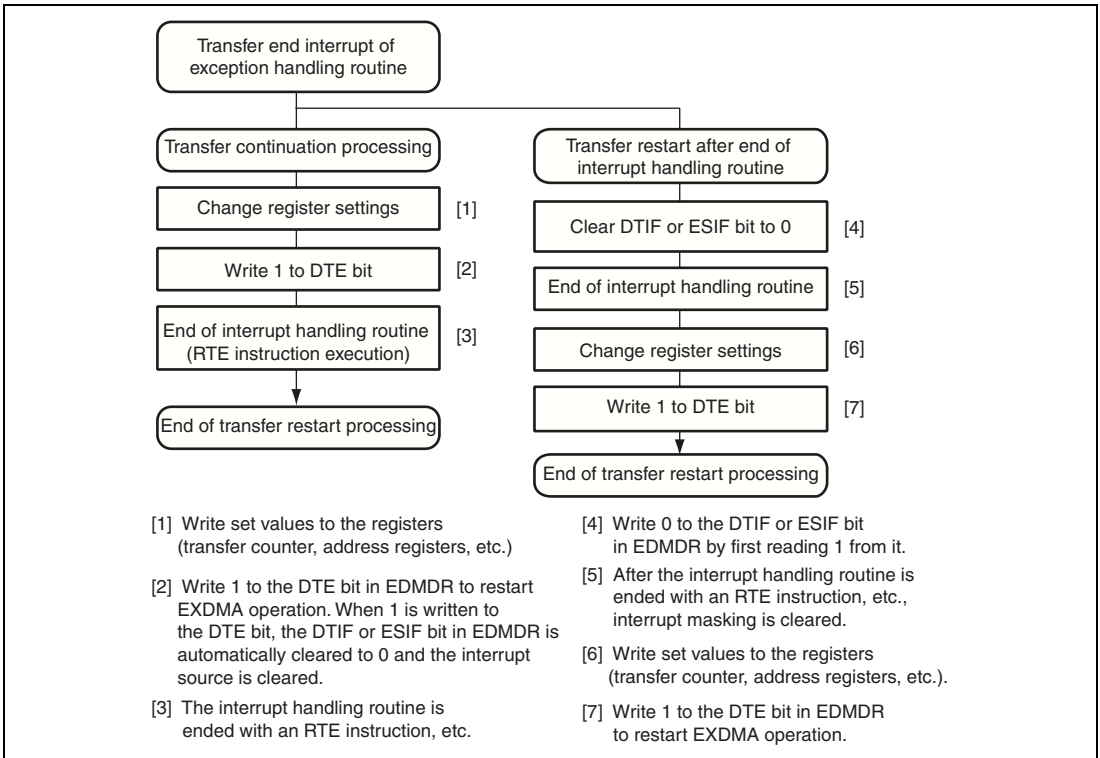 Transfer end interrupt of
exception handling routine
Transfer continuation processing
Change register settings [1]
Write 1 to DTE bit [2]
End of interrupt handling routine
(RTE instruction execution) [3]
End of transfer restart processing
Transfer restart after end of
interrupt handling routine
Clear DTIF or ESIF bit to 0 [4]
End of interrupt handling routine [5]
Change register settings [6]
Write 1 to DTE bit [7]
End of transfer restart processing
[1] Write set values to the registers
(transfer counter, address registers, etc.)
[2] Write 1 to the DTE bit in EDMDR to restart
EXDMA operation. When 1 is written to
the DTE bit, the DTIF or ESIF bit in EDMDR is
automatically cleared to 0 and the interrupt
source is cleared.
[3] The interrupt handling routine is
ended with an RTE instruction, etc.
[4] Write 0 to the DTIF or ESIF bit
in EDMDR by first reading 1 from it.
[5] After the interrupt handling routine is
ended with an RTE instruction, etc.,
interrupt masking is cleared.
[6] Write set values to the registers
(transfer counter, address registers, etc.).
[7] Write 1 to the DTE bit in EDMDR
to restart EXDMA operation.